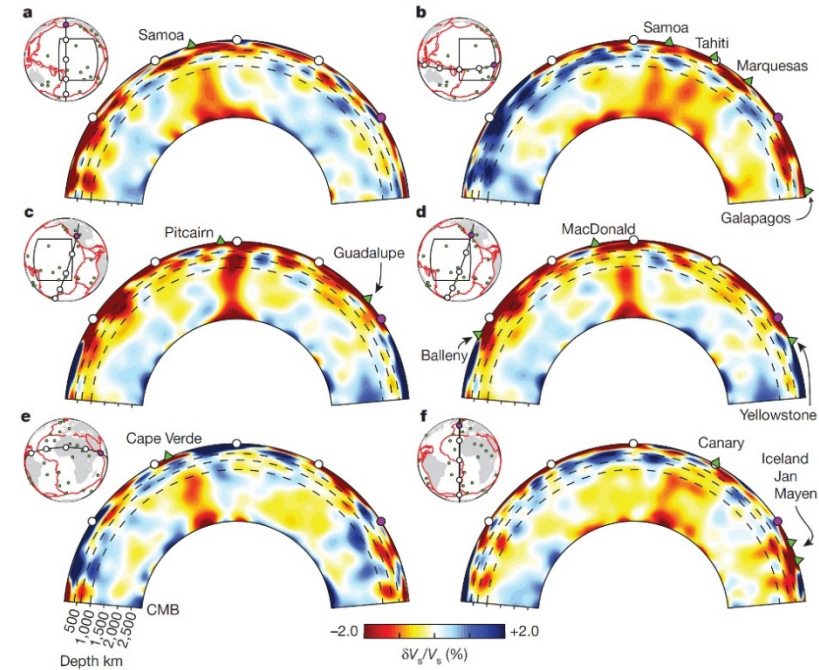 a
Samoa
b
Samoa
Tahiti
Marquesas
Galapagos
c
Pitcairn
Guadalupe
d
MacDonald
Balleny
Yellowstone
e
Cape Verde
CMB
500
1,000
1,500
2,000
2,500
Depth km
f
Canary
Iceland
Jan
Mayen
-2.0
+2.0
δVs/Vs (%)